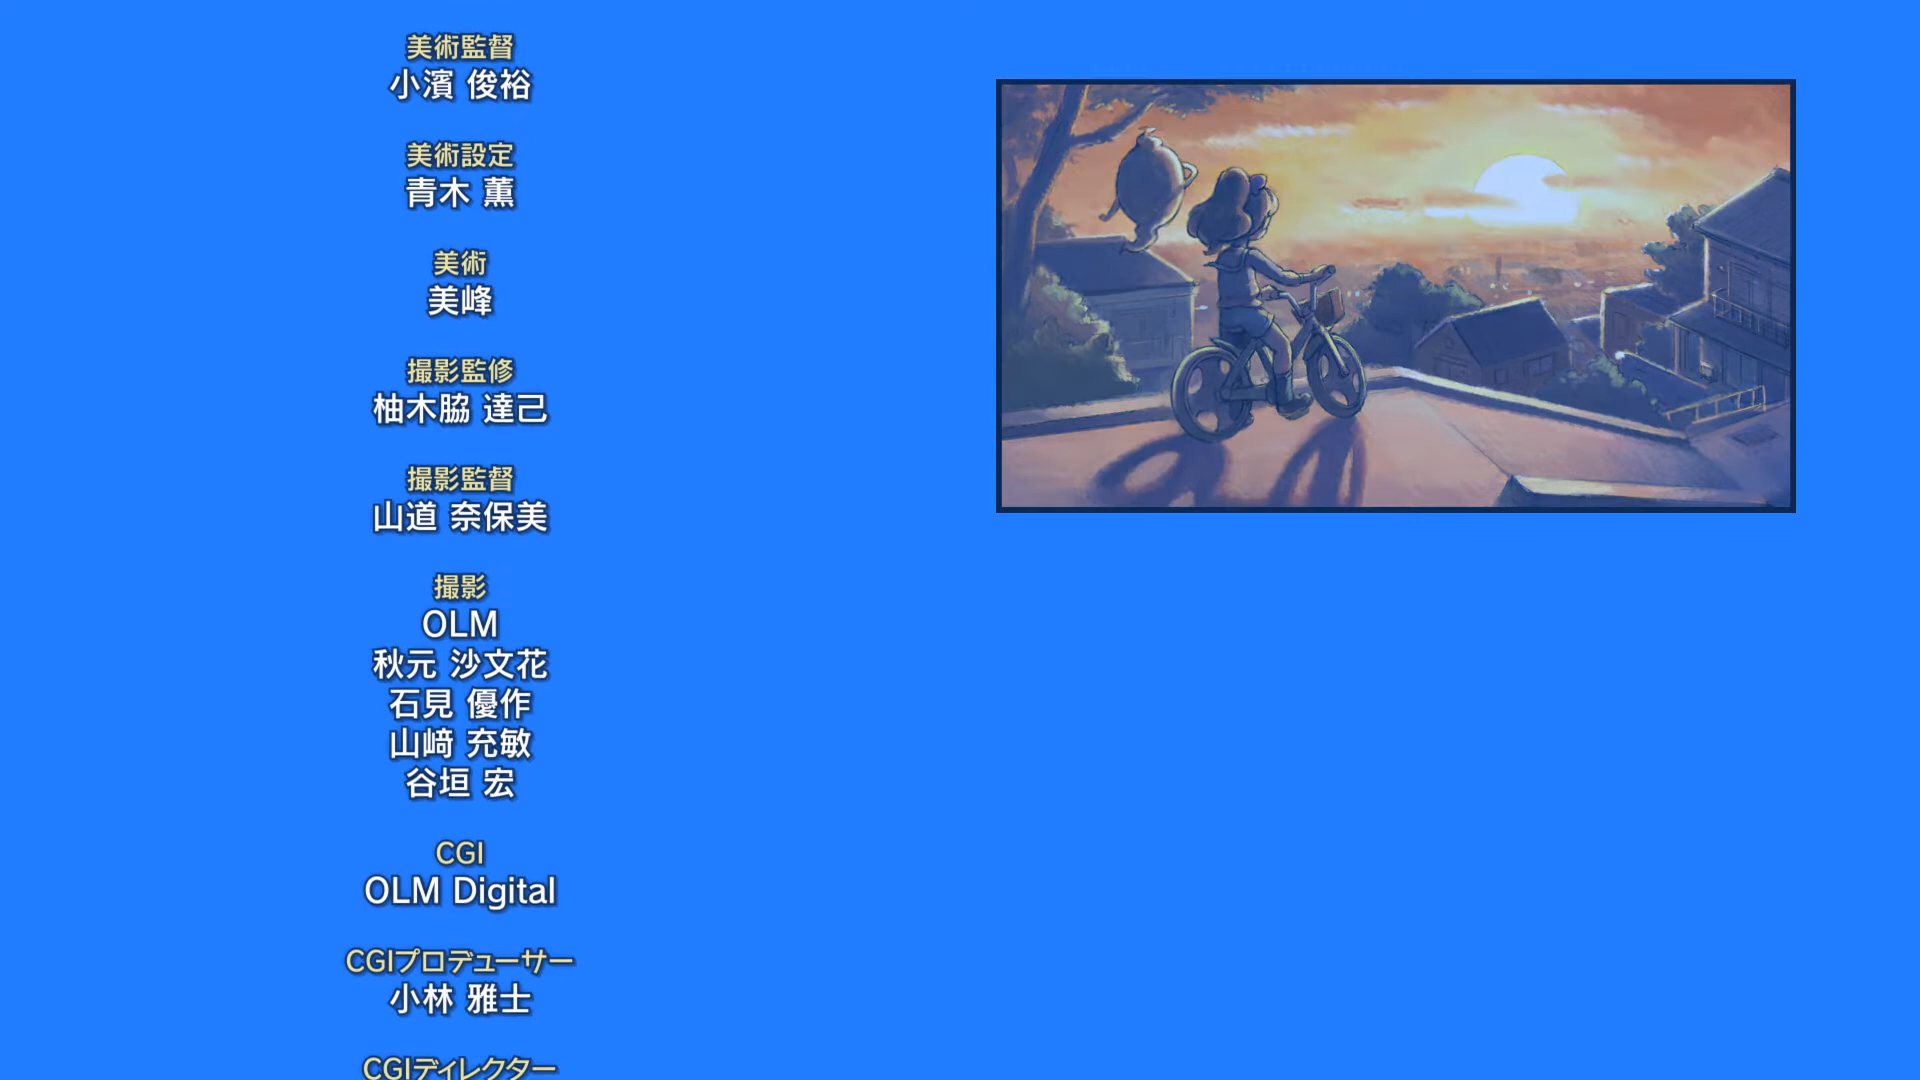 美術監督
小濱 俊裕
美術設定
青木 薫
美術
美峰
撮影監修
柚木脇 達己
撮影監督
山道 奈保美
撮影
OLM
秋元 沙文花
石見 優作
山﨑 充敏
谷垣 宏
CGI
OLM Digital
CGIプロデューサー
小林 雅士
CGIディレクター